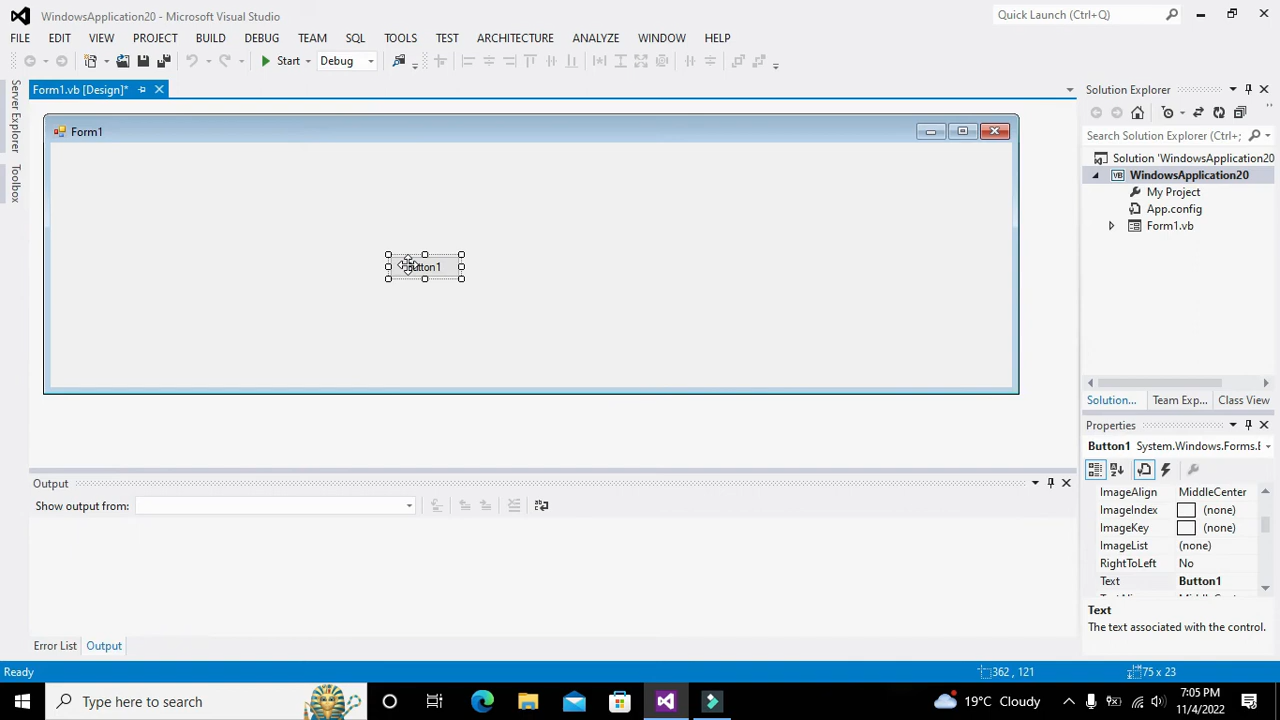 WindowsApplication20 - Microsoft Visual Studio
Quick Launch (Ctrl+Q)
FILE EDIT VIEW PROJECT BUILD DEBUG TEAM SQL TOOLS TEST ARCHITECTURE ANALYZE WINDOW HELP
Start Debug
Server Explorer
Toolbox
Form1.vb [Design]*
Form1
Button1
Solution Explorer
Search Solution Explorer (Ctrl+;
Solution 'WindowsApplication20
WindowsApplication20
My Project
App.config
Form1.vb
Solution... Team Exp... Class View
Properties
Button1 System.Windows.Forms.E
ImageAlign MiddleCenter
ImageIndex (none)
ImageKey (none)
ImageList (none)
RightToLeft No
Text Button1
Text
The text associated with the control.
Output
Show output from:
Error List Output
Ready
362 , 121
75 x 23
Type here to search
19°C Cloudy
7:05 PM
11/4/2022